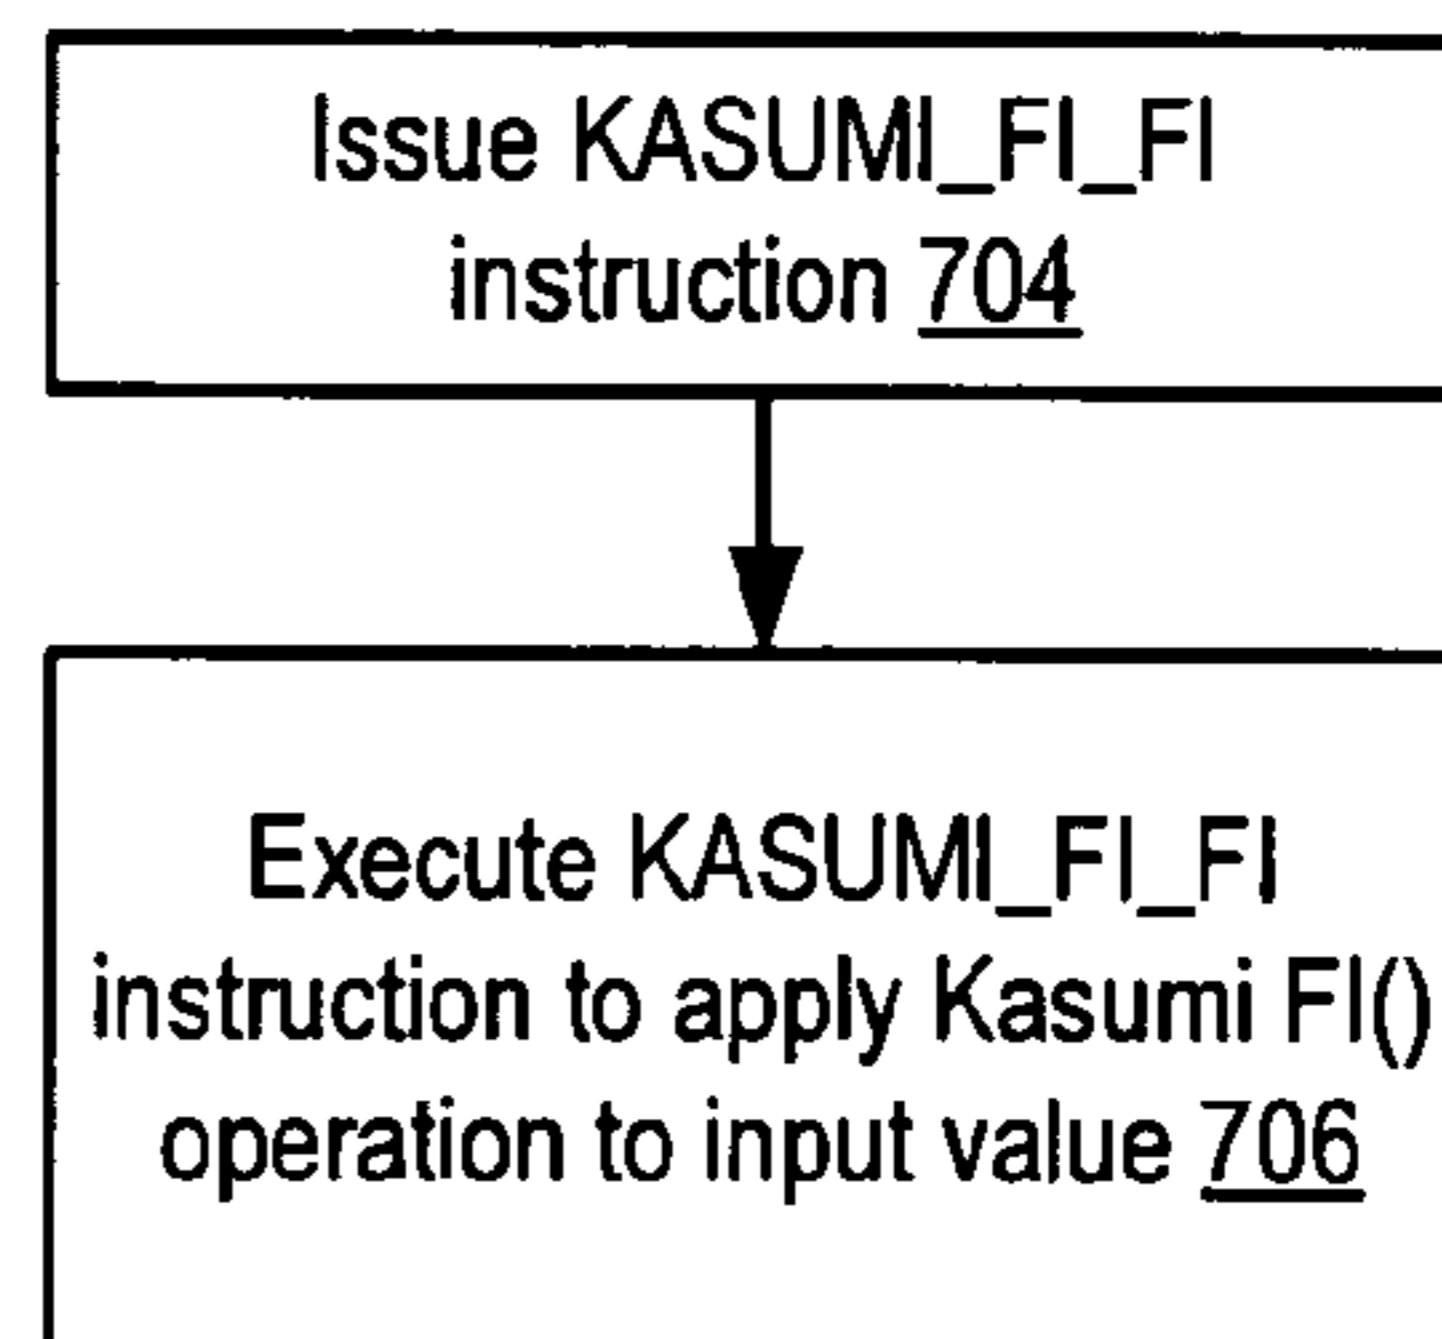 Issue KASUMI_FI_FI
instruction 704
Execute KASUMI_FI_FI
instruction to apply Kasumi FI()
operation to input value 706